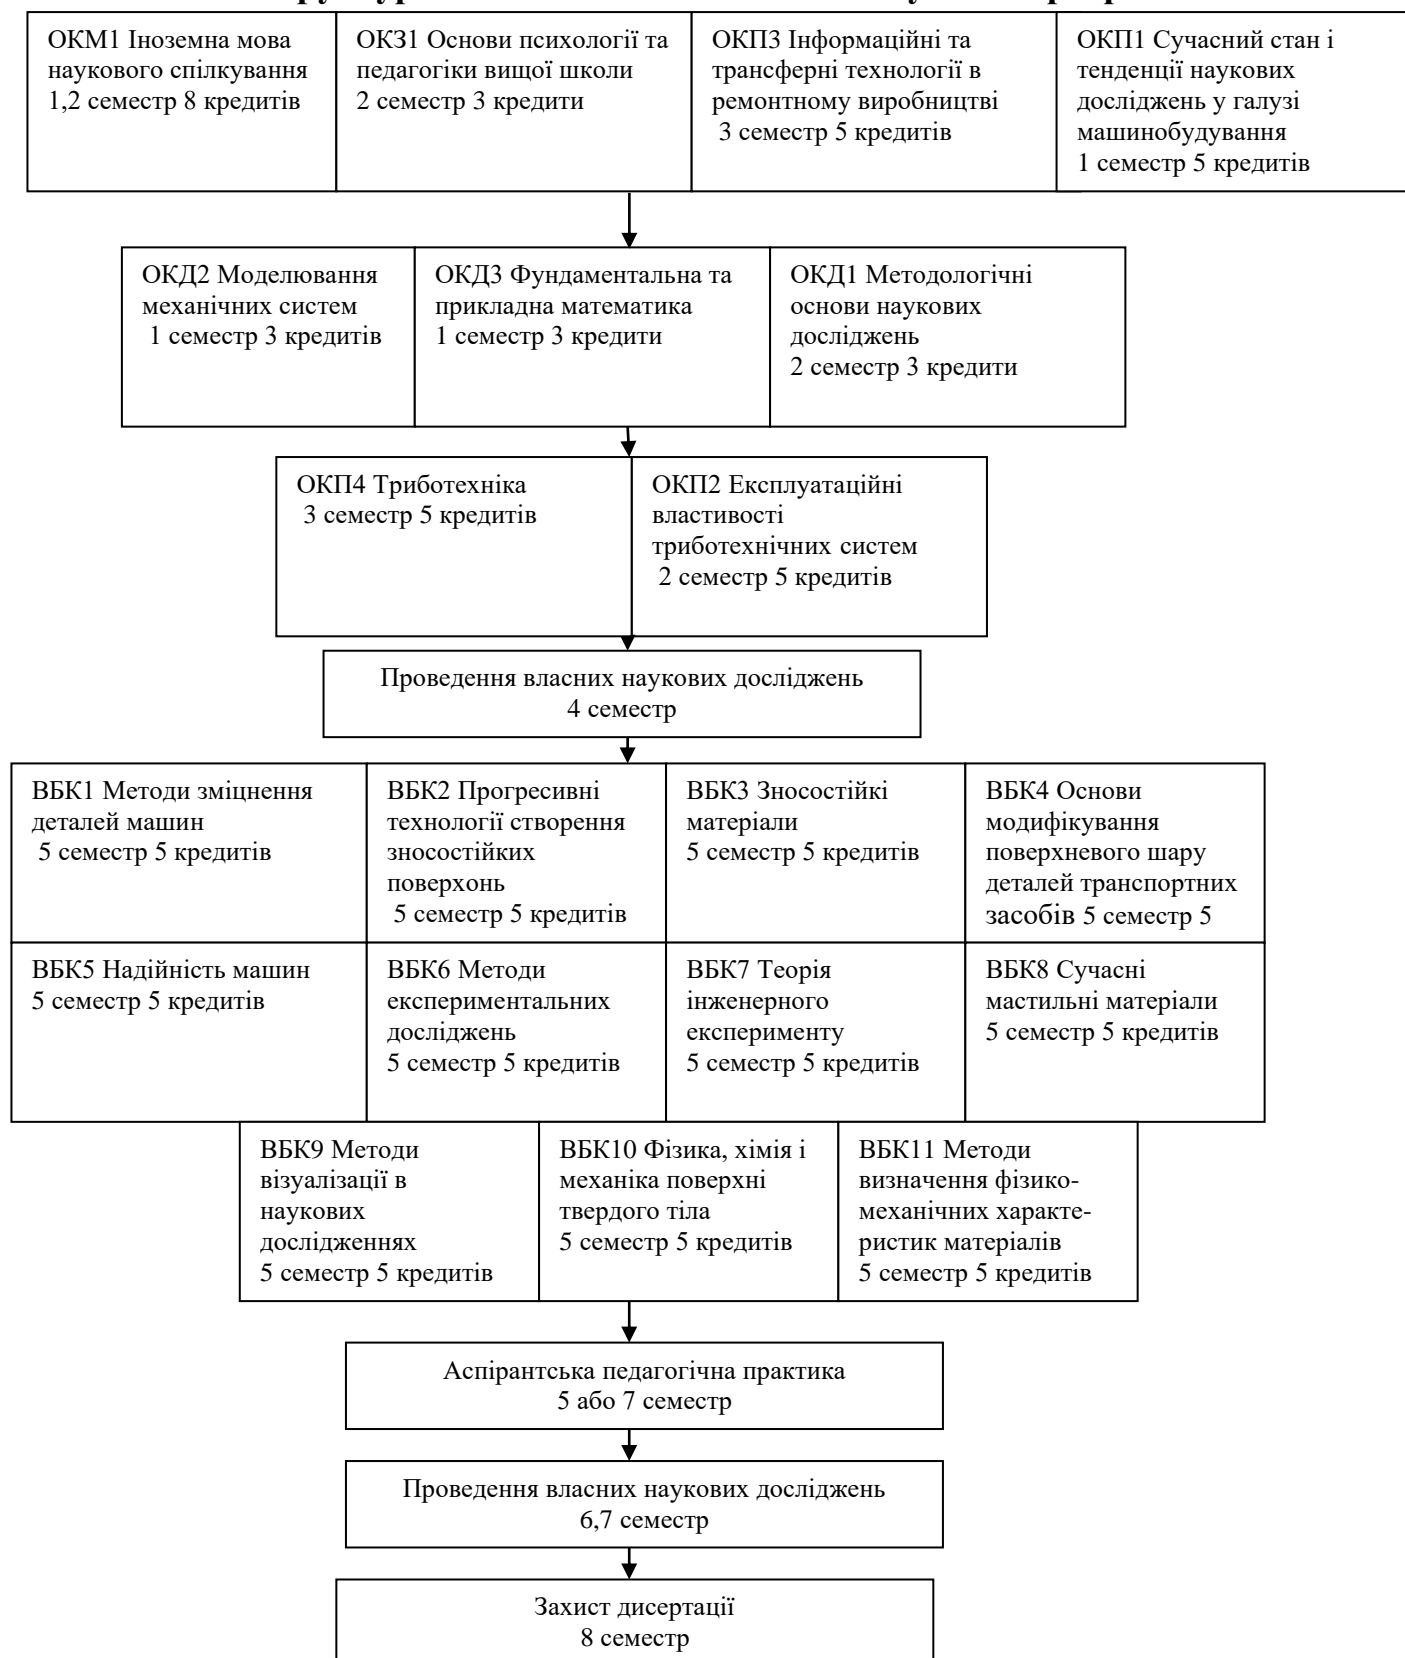 ОКМ1 Іноземна мова
наукового спілкування
1,2 семестр 8 кредитів
ОКЗ1 Основи психології та
педагогіки вищої школи
2 семестр 3 кредити
ОКП3 Інформаційні та
трансферні технології в
ремонтному виробництві
3 семестр 5 кредитів
ОКП1 Сучасний стан і
тенденції наукових
досліджень у галузі
машинобудування
1 семестр 5 кредитів
ОКД2 Моделювання
механічних систем
1 семестр 3 кредитів
ОКД3 Фундаментальна та
прикладна математика
1 семестр 3 кредити
ОКД1 Методологічні
основи наукових
досліджень
2 семестр 3 кредити
ОКП4 Триботехніка
3 семестр 5 кредитів
ОКП2 Експлуатаційні
властивості
триботехнічних систем
2 семестр 5 кредитів
Проведення власних наукових досліджень
4 семестр
ВБК1 Методи зміцнення
деталей машин
5 семестр 5 кредитів
ВБК2 Прогресивні
технології створення
зносостійких
поверхонь
5 семестр 5 кредитів
ВБК3 Зносостійкі
матеріали
5 семестр 5 кредитів
ВБК4 Основи
модифікування
поверхневого шару
деталей транспортних
засобів 5 семестр 5
ВБК5 Надійність машин
5 семестр 5 кредитів
ВБК6 Методи
експериментальних
досліджень
5 семестр 5 кредитів
ВБК7 Теорія
інженерного
експерименту
5 семестр 5 кредитів
ВБК8 Сучасні
мастильні матеріали
5 семестр 5 кредитів
ВБК9 Методи
візуалізації в
наукових
дослідженнях
5 семестр 5 кредитів
ВБК10 Фізика, хімія і
механіка поверхні
твердого тіла
5 семестр 5 кредитів
ВБК11 Методи
визначення фізико-
механічних характе-
ристик матеріалів
5 семестр 5 кредитів
Аспірантська педагогічна практика
5 або 7 семестр
Проведення власних наукових досліджень
6,7 семестр
Захист дисертації
8 семестр